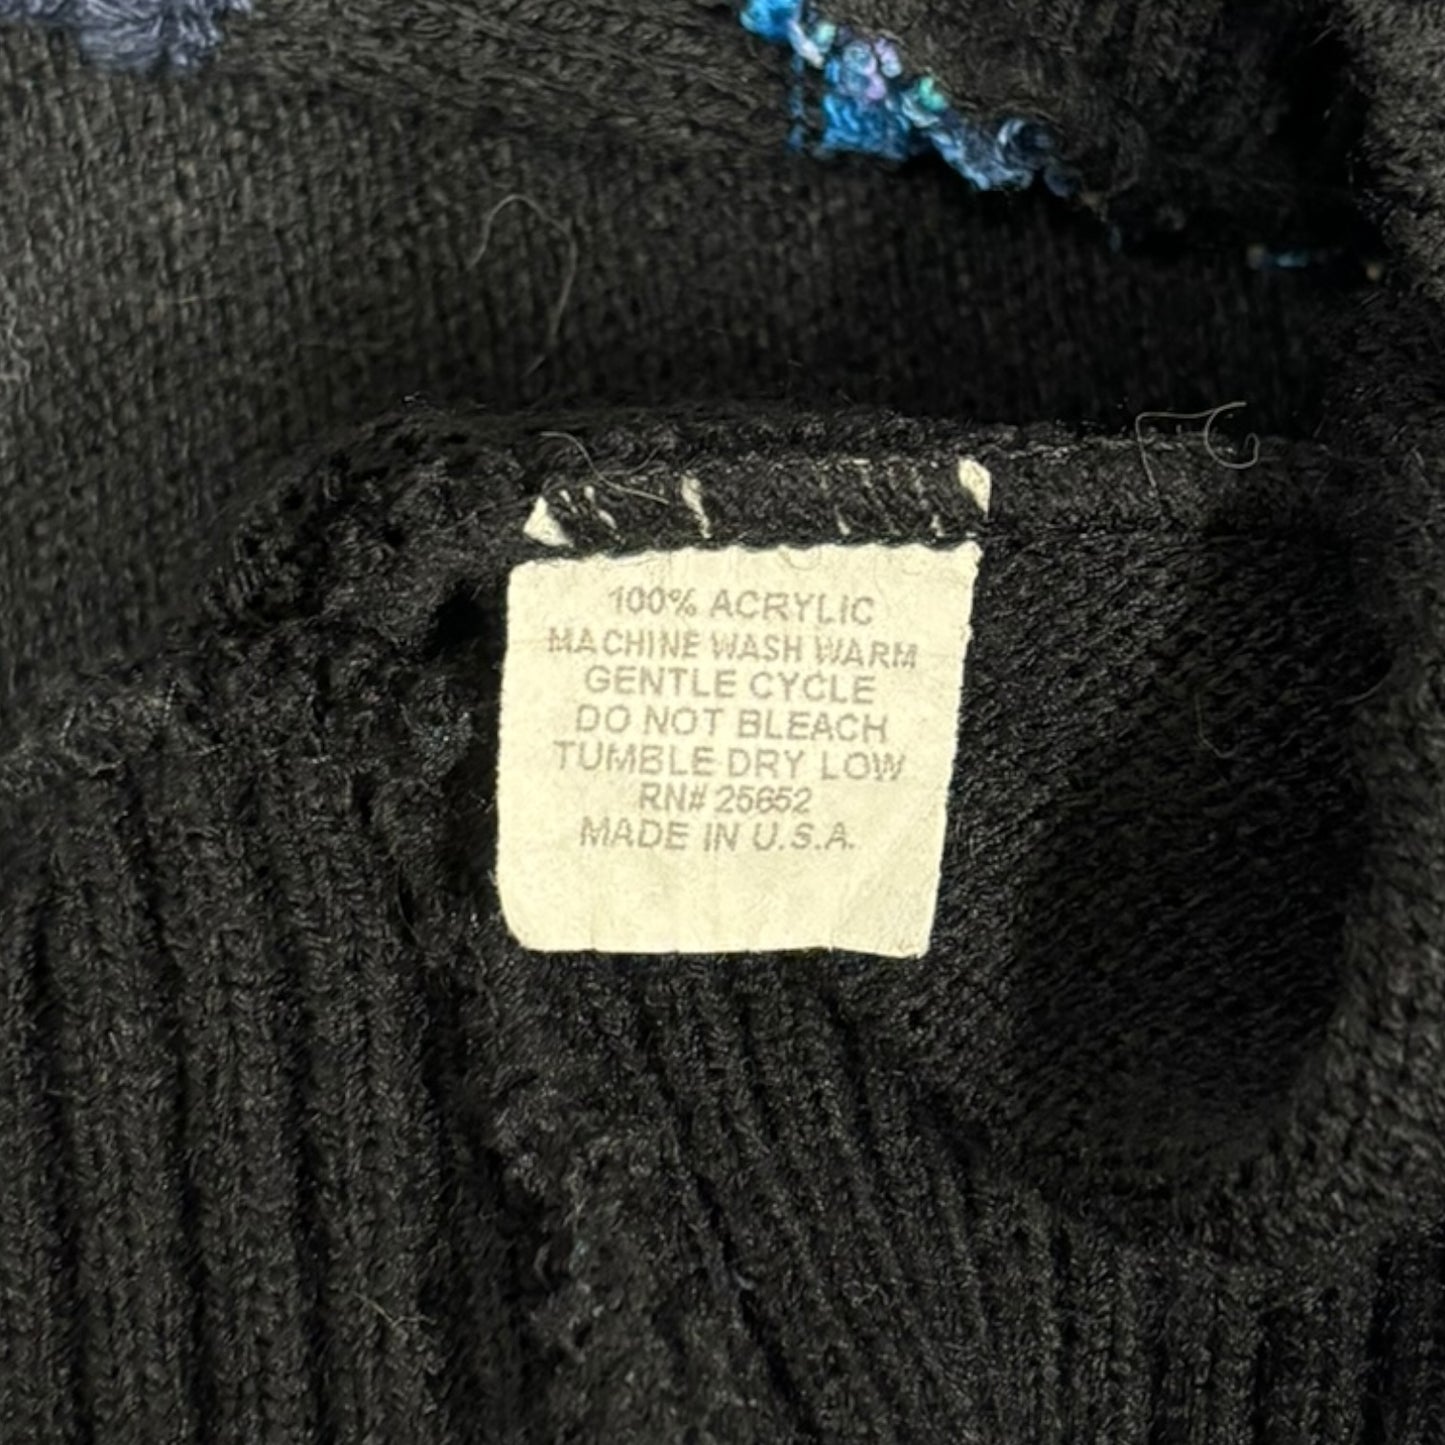 100% ACRYLIC
MACHINE WASH WARM
GENTLE CYCLE
DO NOT BLEACH
TUMBLE DRY LOW
RN# 25652
MADE IN U.S.A.